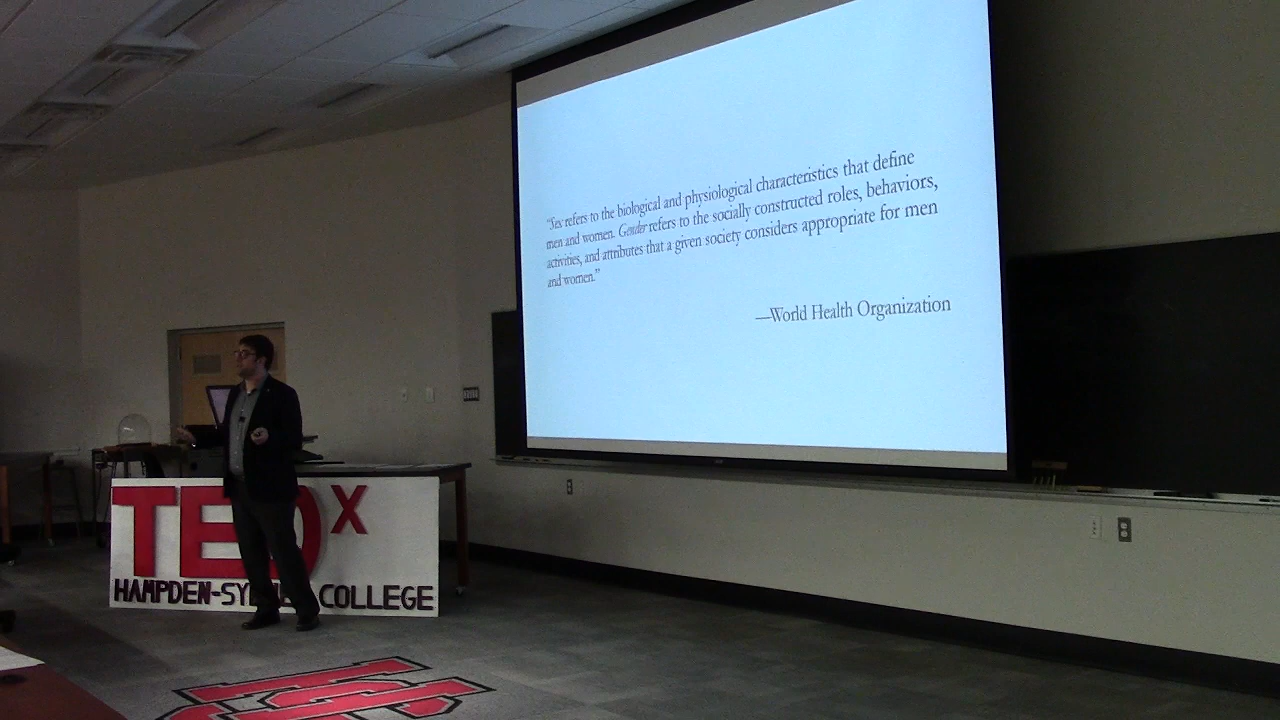 "Sex refers to the biological and physiological characteristics that define
men and women. Gender refers to the socially constructed roles, behaviors,
activities, and attributes that a given society considers appropriate for men
and women."
—World Health Organization
TEDX
HAMPDEN-SY COLLEGE